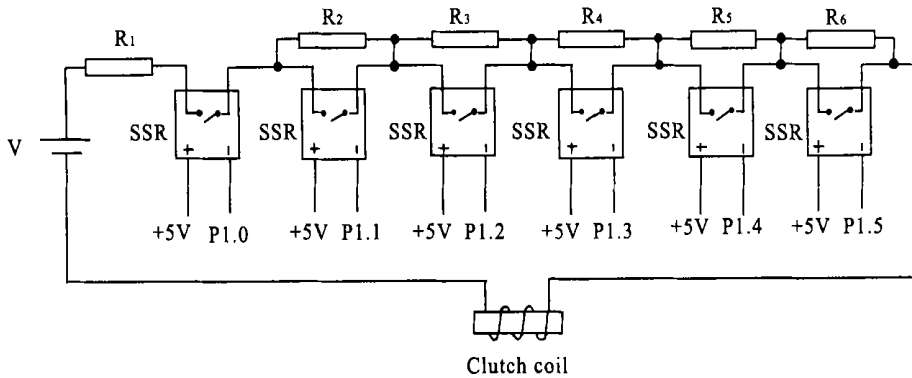 R1 R2 R3 R4 R5 R6
V SSR SSR SSR SSR SSR SSR
+ - + - + - + - + - + -
+5V P1.0 +5V P1.1 +5V P1.2 +5V P1.3 +5V P1.4 +5V P1.5
Clutch coil